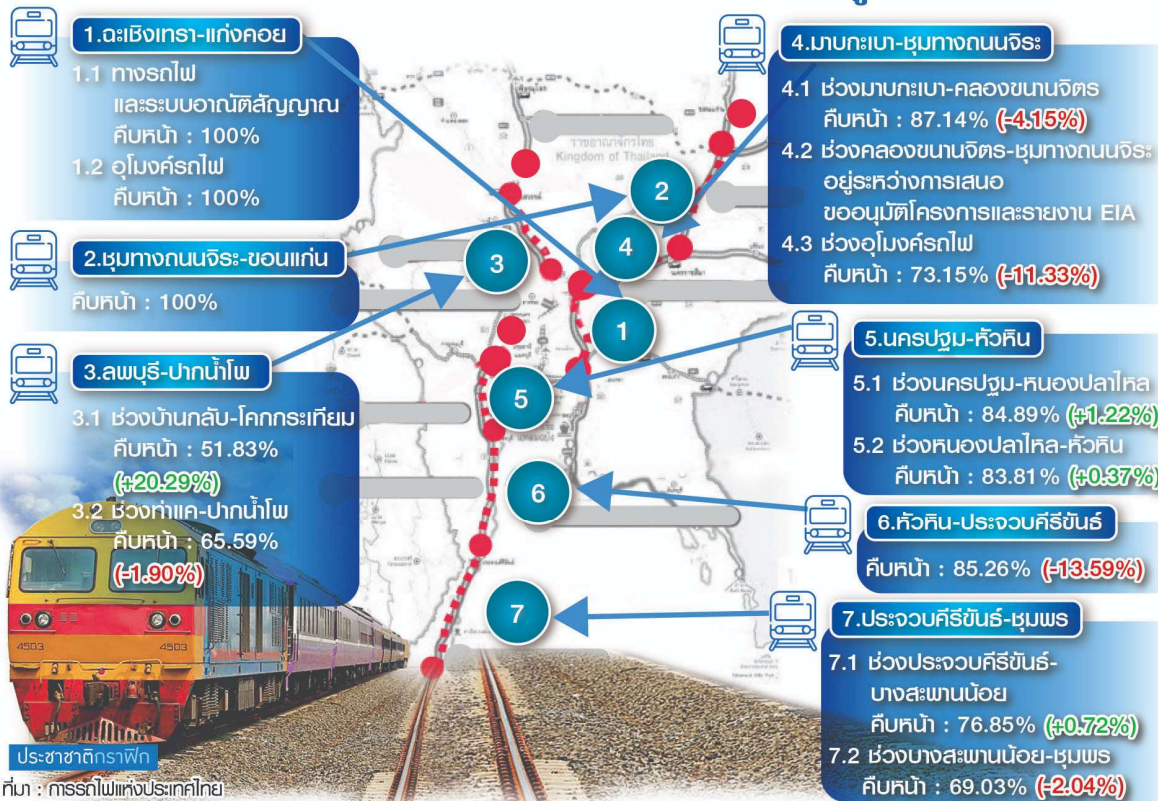 1.ฉะเชิงเทรา-แก่งคอย
1.1 ทางรถไฟ
และระบบอาณัติสัญญาณ
คืบหน้า : 100%
1.2 อุโมงค์รถไฟ
คืบหน้า : 100%
2.ชุมทางถนนจิระ-ขอนแก่น
คืบหน้า : 100%
3.ลพบุรี-ปากน้ำโพ
3.1 ช่วงบ้านกลับ-โคกกระเทียม
คืบหน้า : 51.83%
(+20.29%)
3.2 ช่วงท่าแค-ปากน้ำโพ
คืบหน้า : 65.59%
(-1.90%)
4503
4503
ประชาชาติกราฟิก
ที่มา : การรถไฟแห่งประเทศไทย
ราชอาณาจักรไทย
Kingdom of Thailand
2
4
3
1
5
6
7
4.มาบกะเบา-ชุมทางถนนจิระ
4.1 ช่วงมาบกะเบา-คลองขนานจิตร
คืบหน้า : 87.14% (-4.15%)
4.2 ช่วงคลองขนานจิตร-ชุมทางถนนจิระ
อยู่ระหว่างการเสนอ
ขออนุมัติโครงการและรายงาน EIA
4.3 ช่วงอุโมงค์รถไฟ
คืบหน้า : 73.15% (-11.33%)
5.นครปฐม-หัวหิน
5.1 ช่วงนครปฐม-หนองปลาไหล
คืบหน้า : 84.89% (+1.22%)
5.2 ช่วงหนองปลาไหล-หัวหิน
คืบหน้า : 83.81% (+0.37%)
6.หัวหิน-ประจวบคีรีขันธ์
คืบหน้า : 85.26% (-13.59%)
7.ประจวบคีรีขันธ์-ชุมพร
7.1 ช่วงประจวบคีรีขันธ์-
บางสะพานน้อย
คืบหน้า : 76.85% (+0.72%)
7.2 ช่วงบางสะพานน้อย-ชุมพร
คืบหน้า : 69.03% (-2.04%)